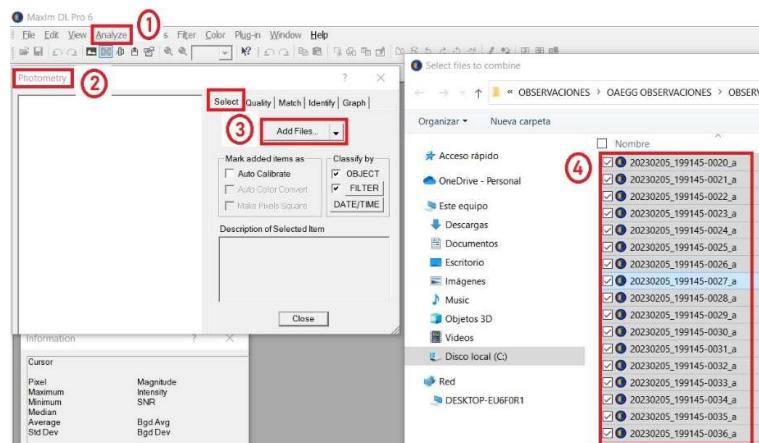 Maxim DL Pro 6
File Edit View Analyze s Filter Color Plug-in Window Help
1
Photometry ? ×
2
Select Quality Match Identify Graph
3
Add Files...
Mark added items as
Auto Calibrate
Auto Color Convert
Make Pixels Square
Classify by
OBJECT
FILTER
DATE/TIME
Description of Selected Item
Close
Information ? ×
Cursor
Pixel Magnitude
Maximum Intensity
Minimum SNR
Median
Average Bgd Avg
Std Dev Bgd Dev
Select files to combine
« OBSERVACIONES > OAEGG OBSERVACIONES > OBSERV
Organizar Nueva carpeta
Acceso rápido
OneDrive - Personal
Este equipo
Descargas
Documentos
Escritorio
Imágenes
Music
Objetos 3D
Videos
Disco local (C:)
Red
DESKTOP-EU6F0R1
Nombre
4
20230205_199145-0020_a
20230205_199145-0021_a
20230205_199145-0022_a
20230205_199145-0023_a
20230205_199145-0024_a
20230205_199145-0025_a
20230205_199145-0026_a
20230205_199145-0027_a
20230205_199145-0028_a
20230205_199145-0029_a
20230205_199145-0030_a
20230205_199145-0031_a
20230205_199145-0032_a
20230205_199145-0033_a
20230205_199145-0034_a
20230205_199145-0035_a
20230205_199145-0036_a